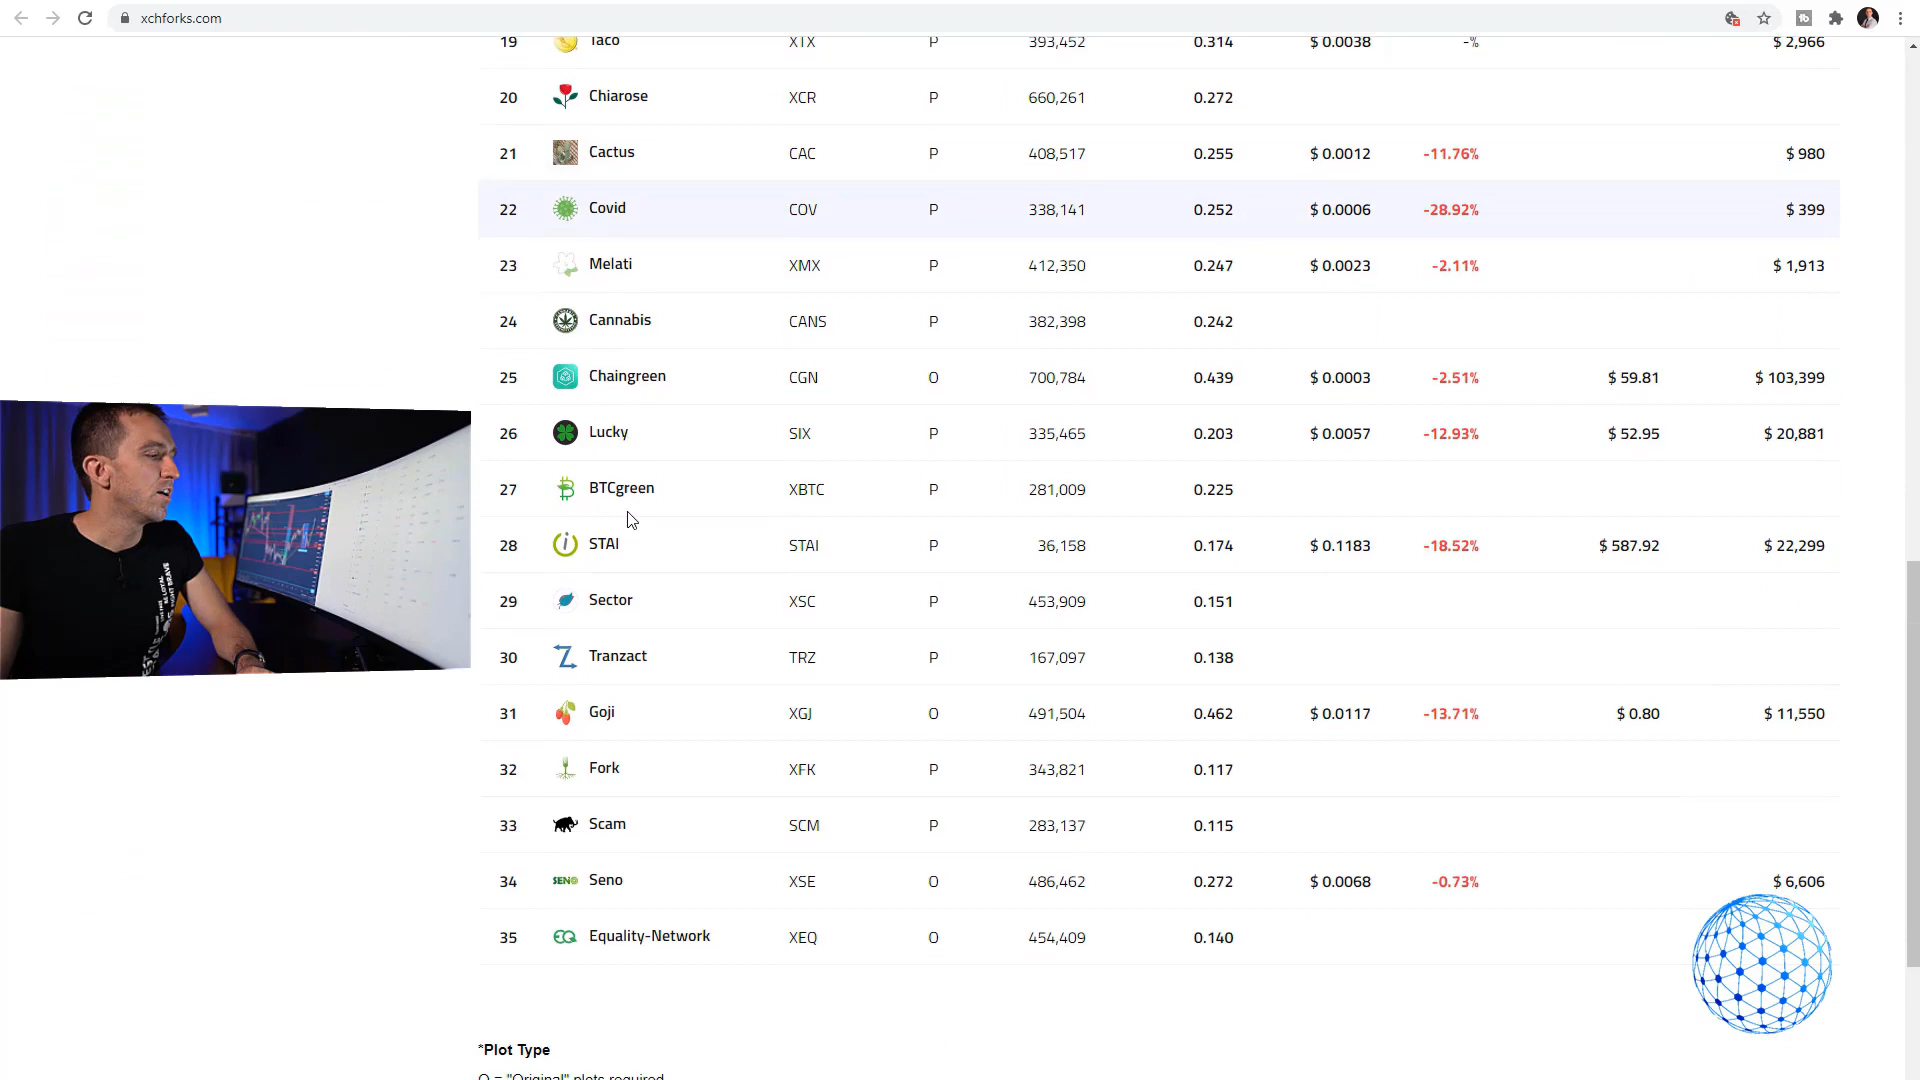 xchforks.com
19 Taco XTX P 393,452 0.314 $ 0.0038 -% $ 2,966
20 Chiarose XCR P 660,261 0.272
21 Cactus CAC P 408,517 0.255 $ 0.0012 -11.76% $ 980
22 Covid COV P 338,141 0.252 $ 0.0006 -28.92% $ 399
23 Melati XMX P 412,350 0.247 $ 0.0023 -2.11% $ 1,913
24 Cannabis CANS P 382,398 0.242
25 Chaingreen CGN O 700,784 0.439 $ 0.0003 -2.51% $ 59.81 $ 103,399
26 Lucky SIX P 335,465 0.203 $ 0.0057 -12.93% $ 52.95 $ 20,881
27 BTCgreen XBTC P 281,009 0.225
28 STAI STAI P 36,158 0.174 $ 0.1183 -18.52% $ 587.92 $ 22,299
29 Sector XSC P 453,909 0.151
30 Tranzact TRZ P 167,097 0.138
31 Goji XGJ O 491,504 0.462 $ 0.0117 -13.71% $ 0.80 $ 11,550
32 Fork XFK P 343,821 0.117
33 Scam SCM P 283,137 0.115
34 SENO Seno XSE O 486,462 0.272 $ 0.0068 -0.73% $ 6,606
35 EQ Equality-Network XEQ O 454,409 0.140
*Plot Type
O = "Original" plots required